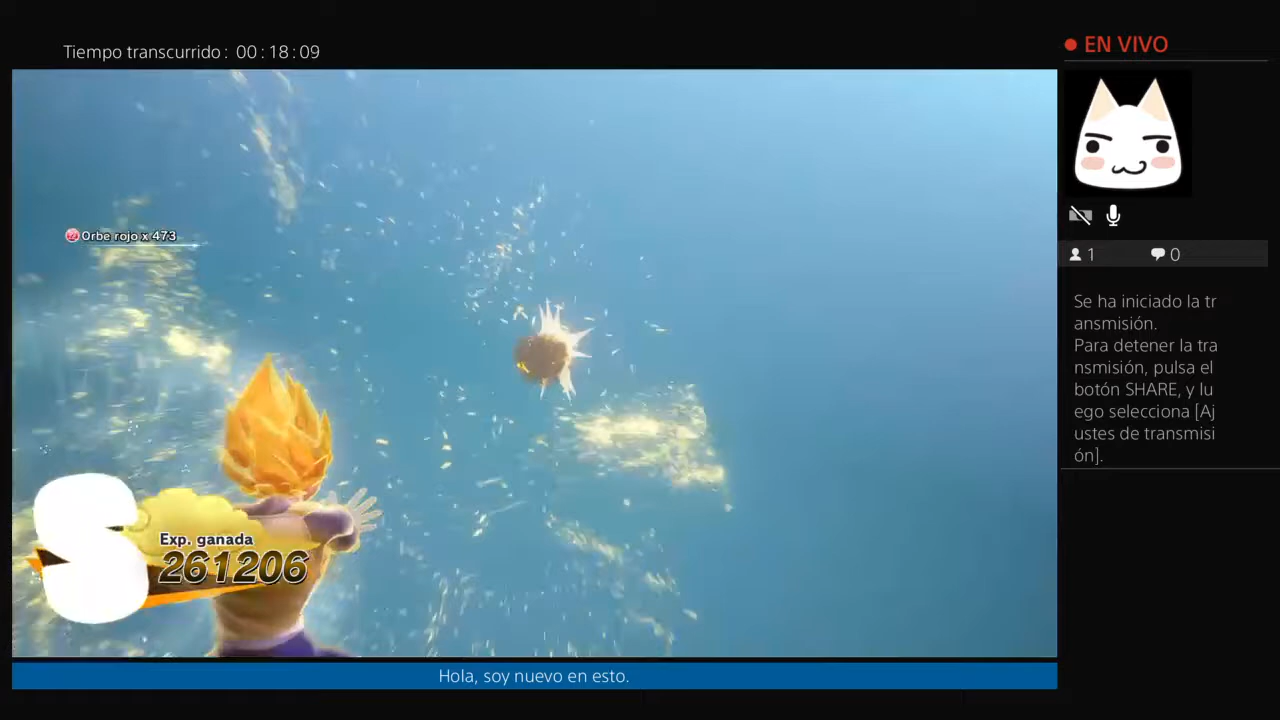 Tiempo transcurrido : 00 : 18 : 09
EN VIVO
Orbe rojo x 473
1
0
Se ha iniciado la tr
ansmisión.
Para detener la tra
nsmisión, pulsa el
botón SHARE, y lu
ego selecciona [Aj
ustes de transmisi
ón].
S
Exp. ganada
261206
Hola, soy nuevo en esto.